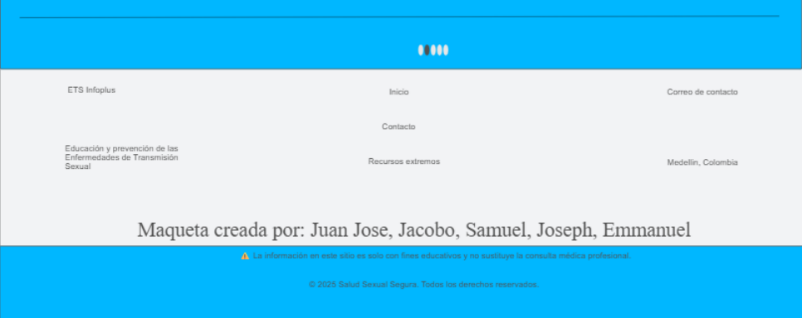 ETS Infoplus
Inicio
Correo de contacto
Contacto
Educación y prevención de las
Enfermedades de Transmisión
Sexual
Recursos extremos
Medellín, Colombia
Maqueta creada por: Juan Jose, Jacobo, Samuel, Joseph, Emmanuel
⚠ La información en este sitio es solo con fines educativos y no sustituye la consulta médica profesional.
© 2025 Salud Sexual Segura. Todos los derechos reservados.